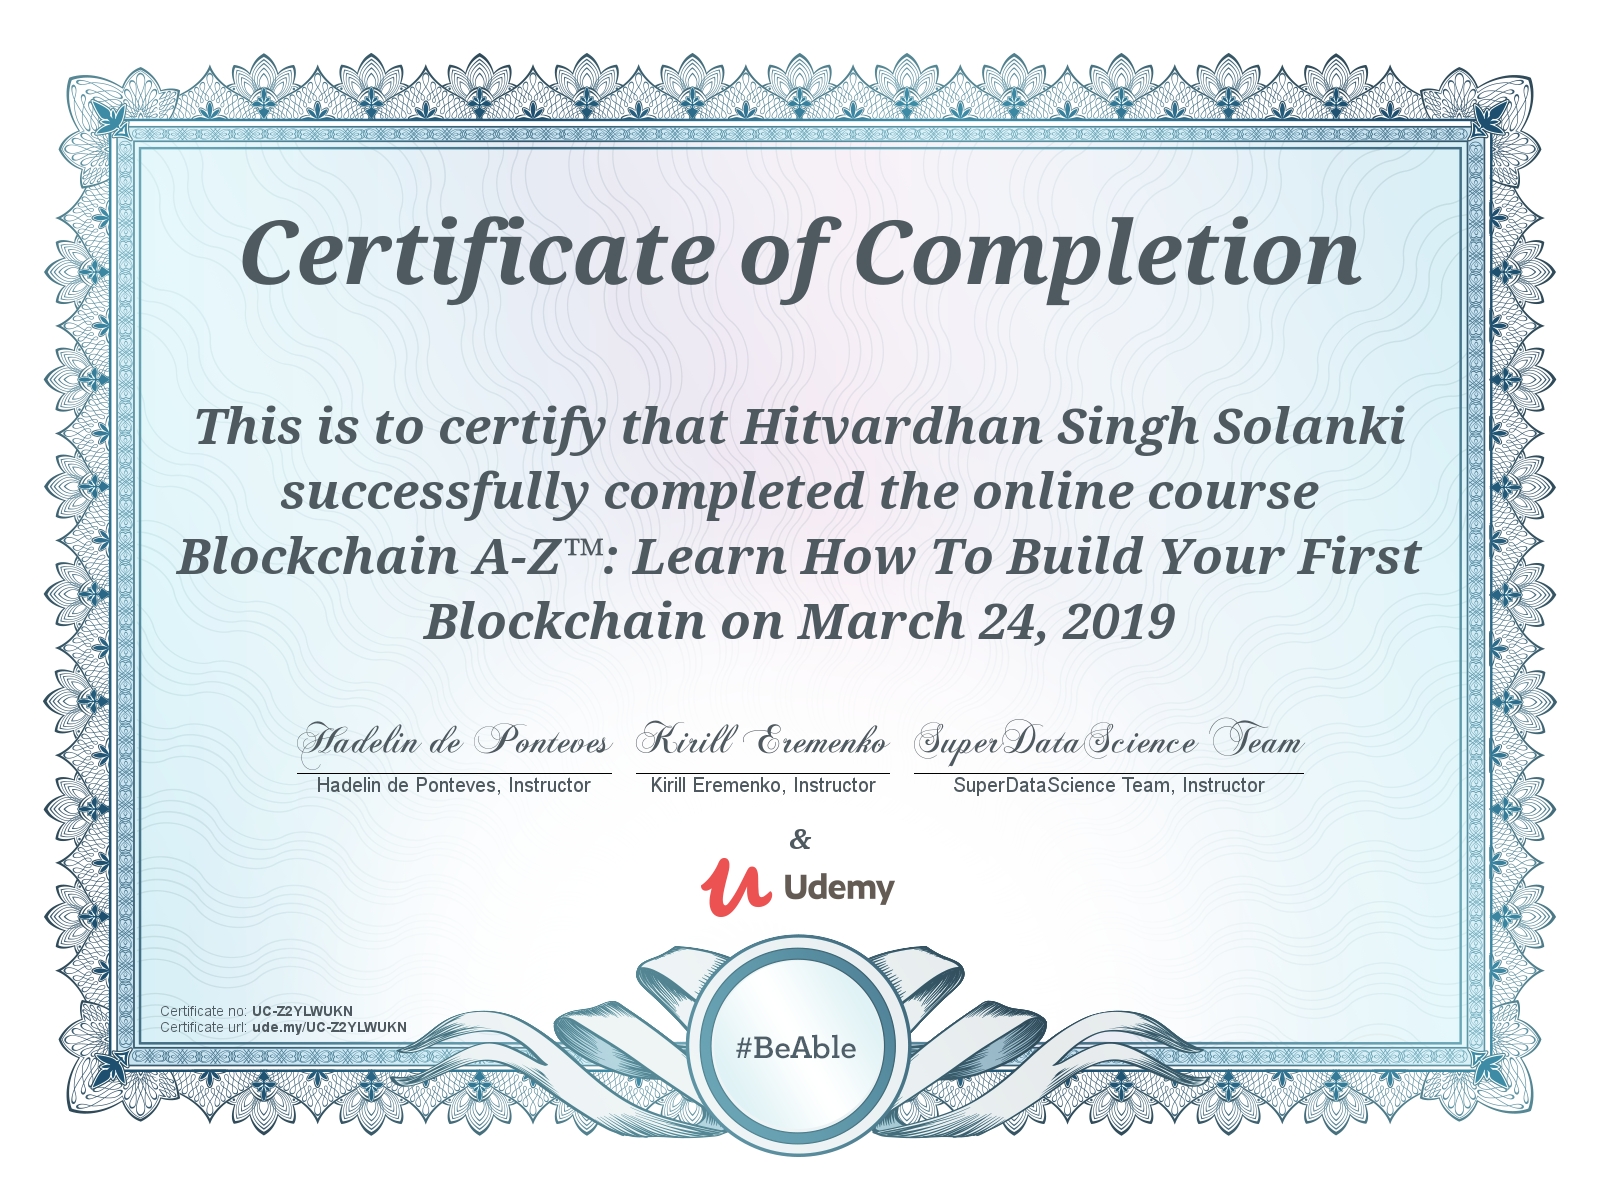 Certificate of Completion
This is to certify that Hitvardhan Singh Solanki
successfully completed the online course
Blockchain A-Z™: Learn How To Build Your First
Blockchain on March 24, 2019
Hadelin de Ponteves Kirill Eremenko SuperDataScience Team
Hadelin de Ponteves, Instructor Kirill Eremenko, Instructor SuperDataScience Team, Instructor
&
Udemy
Certificate no: UC-Z2YLWUKN
Certificate url: ude.my/UC-Z2YLWUKN
#BeAble